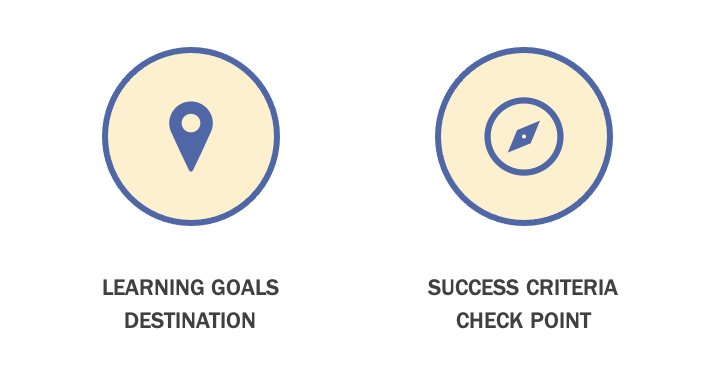 LEARNING GOALS
DESTINATION
SUCCESS CRITERIA
CHECK POINT